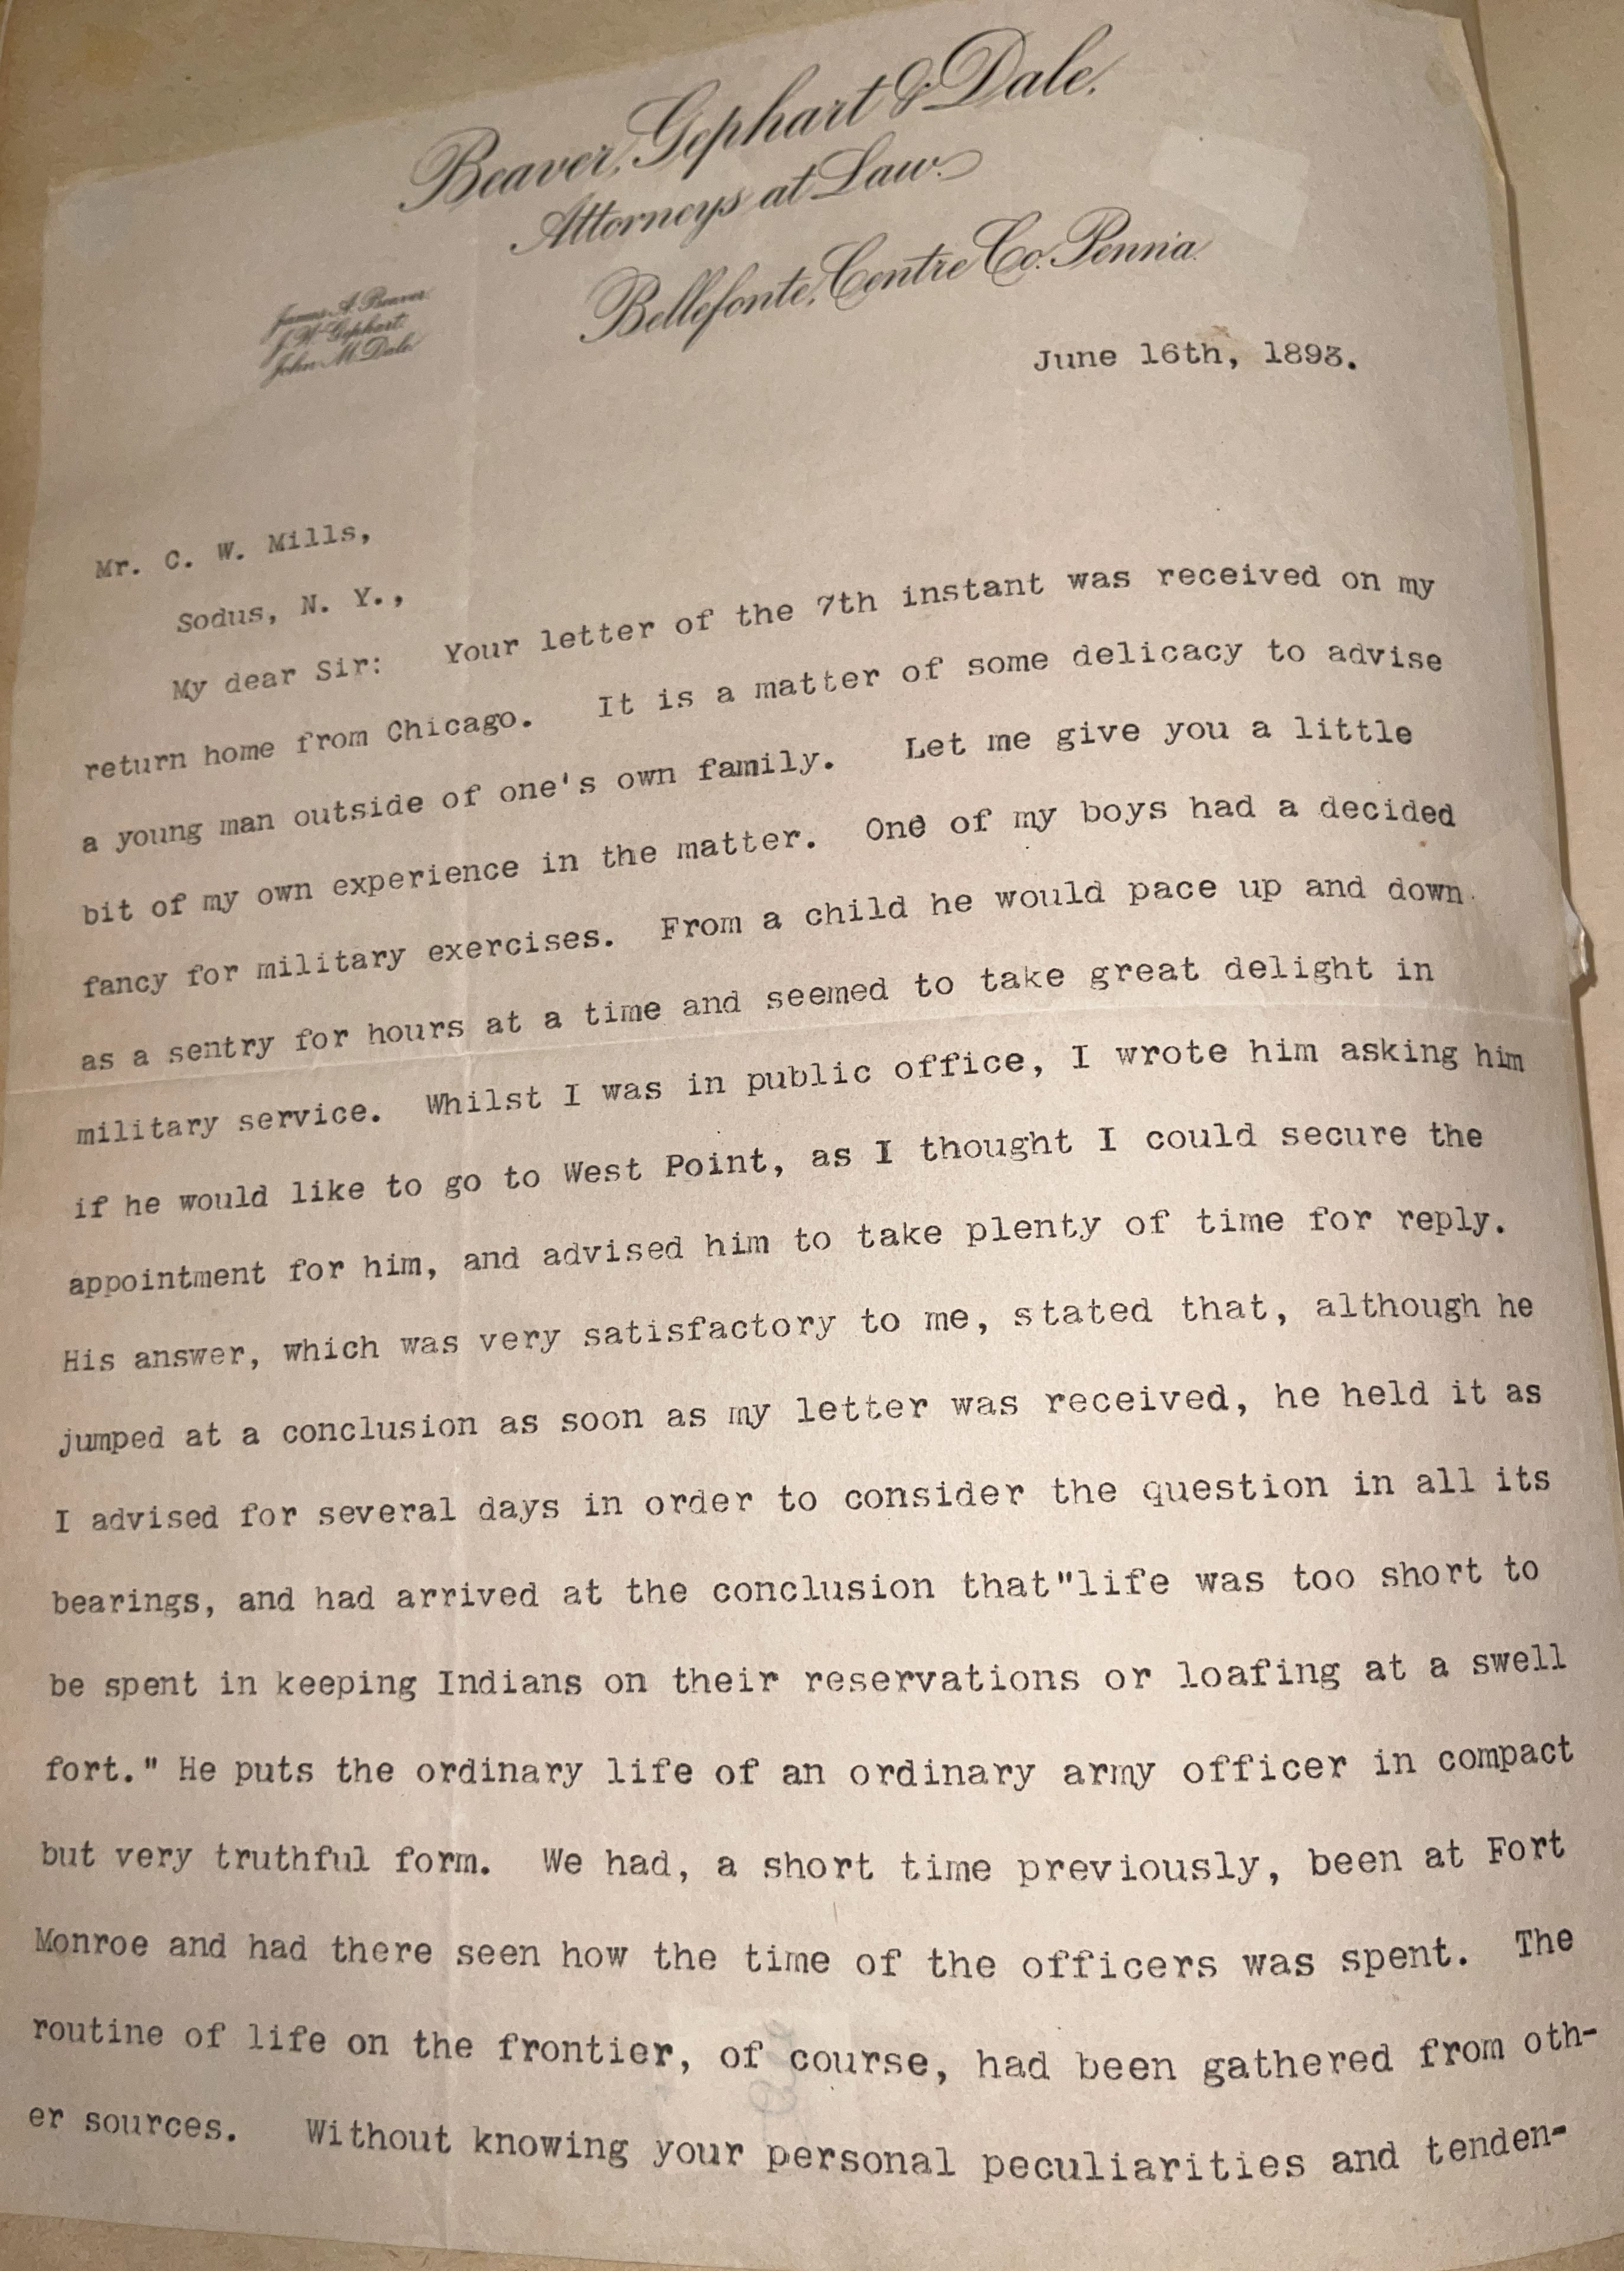 Beaver, Gephart & Dale.
Attorneys at Law.
Bellefonte, Centre Co. Penn'a.
James A. Beaver.
J. W. Gephart.
John M. Dale.
June 16th, 1893.
Mr. C. W. Mills,
Sodus, N. Y.,
My dear Sir: Your letter of the 7th instant was received on my
return home from Chicago. It is a matter of some delicacy to advise
a young man outside of one's own family. Let me give you a little
bit of my own experience in the matter. One of my boys had a decided
fancy for military exercises. From a child he would pace up and down
as a sentry for hours at a time and seemed to take great delight in
military service. Whilst I was in public office, I wrote him asking him
if he would like to go to West Point, as I thought I could secure the
appointment for him, and advised him to take plenty of time for reply.
His answer, which was very satisfactory to me, stated that, although he
jumped at a conclusion as soon as my letter was received, he held it as
I advised for several days in order to consider the question in all its
bearings, and had arrived at the conclusion that"life was too short to
be spent in keeping Indians on their reservations or loafing at a swell
fort." He puts the ordinary life of an ordinary army officer in compact
but very truthful form. We had, a short time previously, been at Fort
Monroe and had there seen how the time of the officers was spent. The
routine of life on the frontier, of course, had been gathered from oth-
er sources. Without knowing your personal peculiarities and tenden-